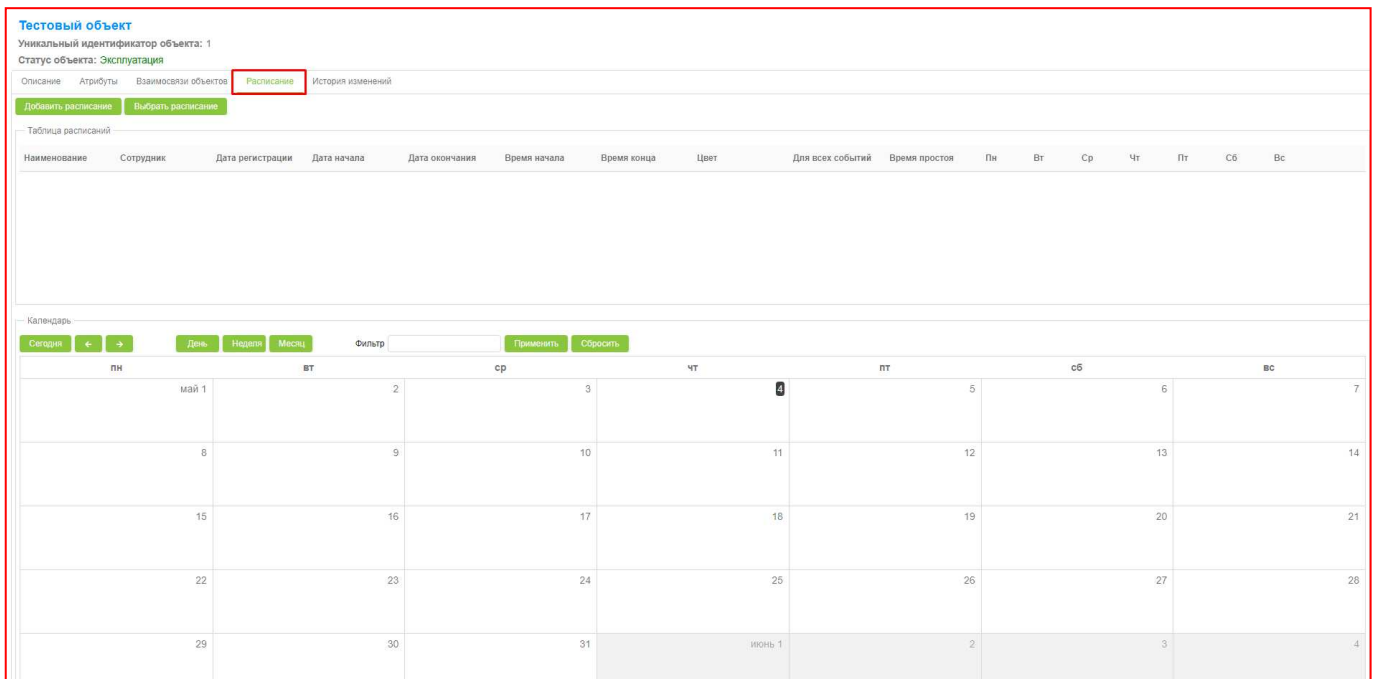 Тестовый объект
Уникальный идентификатор объекта: 1
Статус объекта: Эксплуатация
Описание Атрибуты Взаимосвязи объектов Расписание История изменений
Добавить расписание Выбрать расписание
Таблица расписаний
Наименование Сотрудник Дата регистрации Дата начала Дата окончания Время начала Время конца Цвет Для всех событий Время простоя Пн Вт Ср Чт Пт Сб Вс
Календарь
Сегодня ← → День Неделя Месяц Фильтр Применить Сбросить
пн вт ср чт пт сб вс
май 1 2 3 4 5 6 7
8 9 10 11 12 13 14
15 16 17 18 19 20 21
22 23 24 25 26 27 28
29 30 31 июнь 1 2 3 4